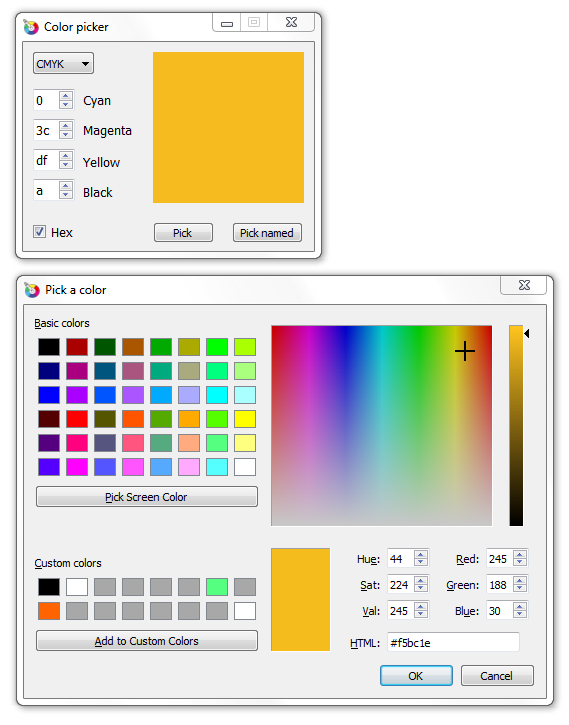 Color picker
CMYK
0 Cyan
3c Magenta
df Yellow
a Black
Hex Pick Pick named
Pick a color
Basic colors
Pick Screen Color
Custom colors
Add to Custom Colors
Hue: 44 Red: 245
Sat: 224 Green: 188
Val: 245 Blue: 30
HTML: #f5bc1e
OK Cancel